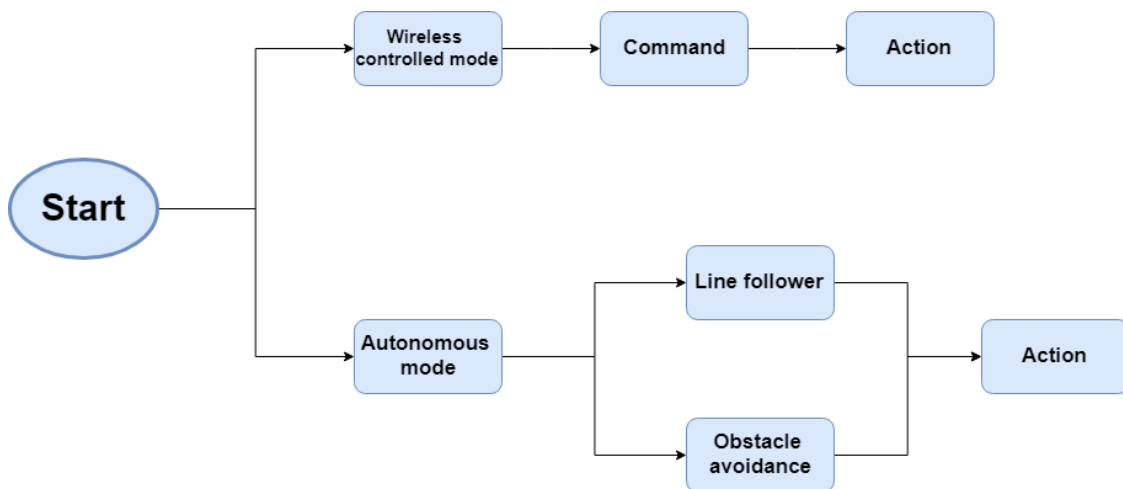 Wireless
controlled mode
Command
Action
Start
Line follower
Autonomous
mode
Action
Obstacle
avoidance